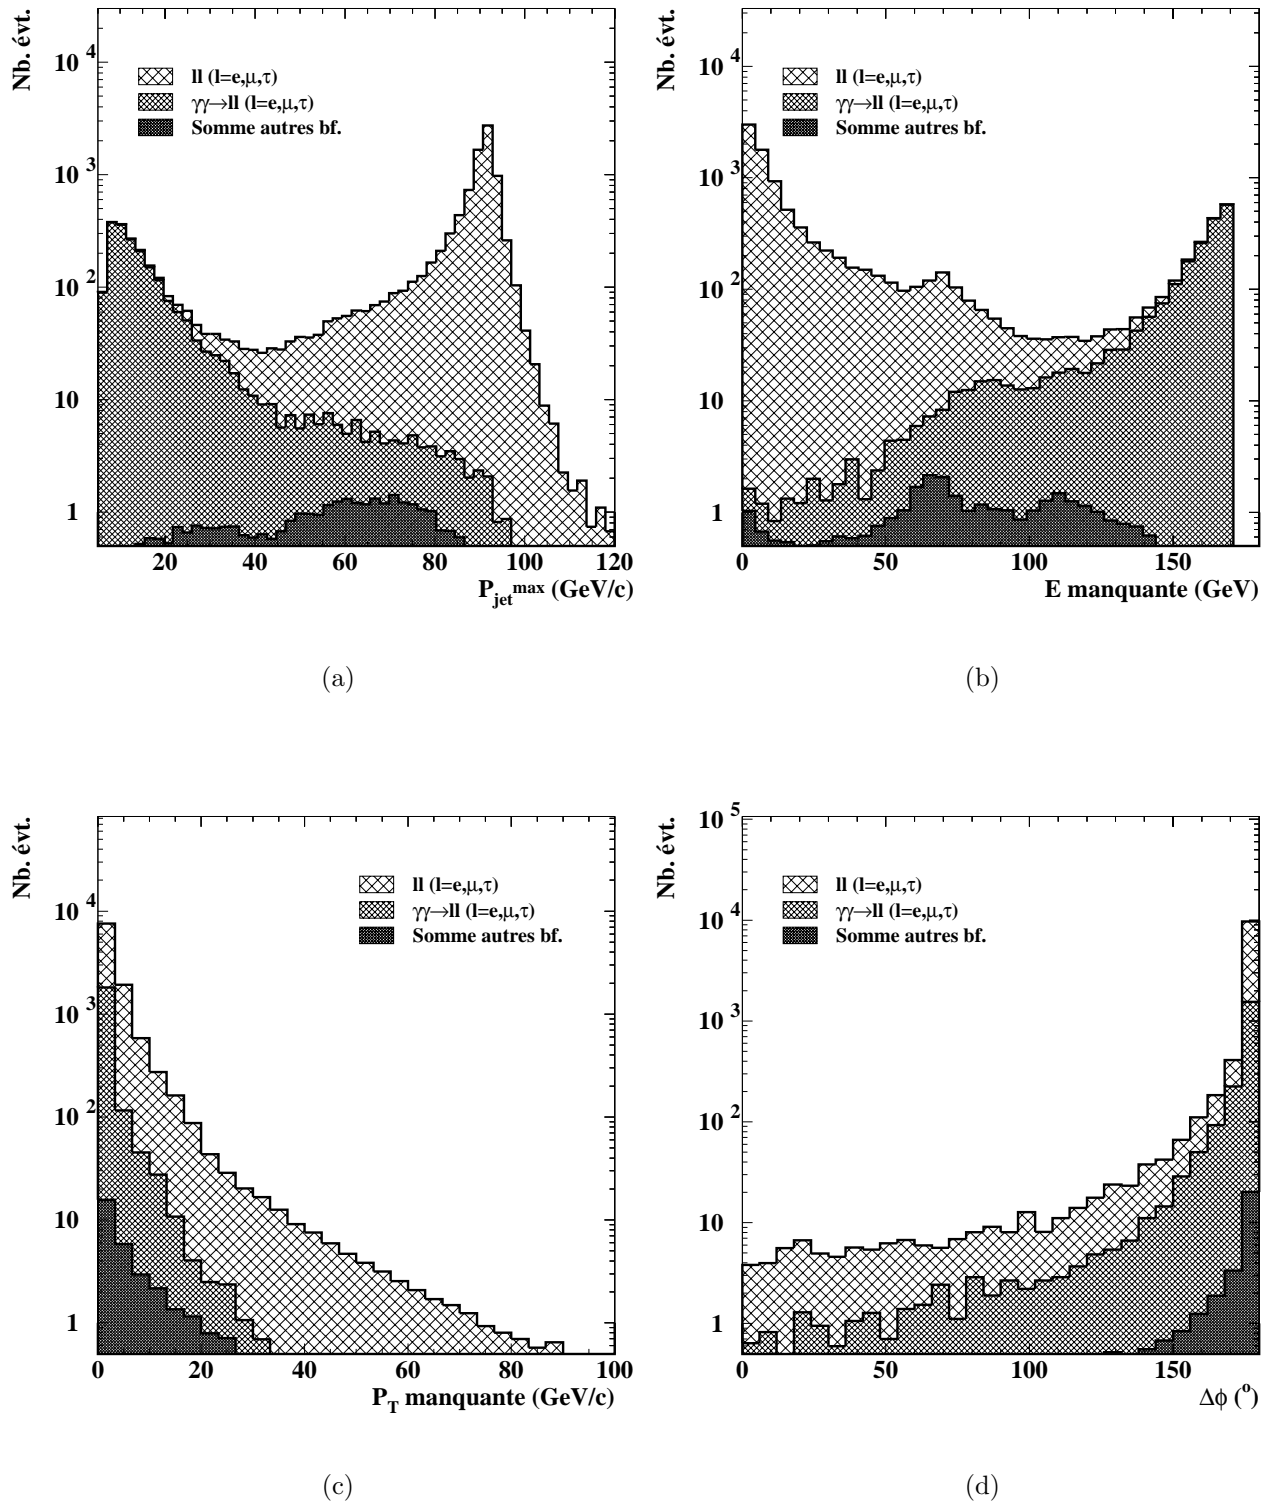 Nb. évt.
10 4
10 3
10 2
10
1
ll (l=e,μ,τ)
γγ→ll (l=e,μ,τ)
Somme autres bf.
20 40 60 80 100 120
Pjet max (GeV/c)
(a)
Nb. évt.
10 4
10 3
10 2
10
1
ll (l=e,μ,τ)
γγ→ll (l=e,μ,τ)
Somme autres bf.
0 50 100 150
E manquante (GeV)
(b)
Nb. évt.
10 4
10 3
10 2
10
1
ll (l=e,μ,τ)
γγ→ll (l=e,μ,τ)
Somme autres bf.
0 20 40 60 80 100
PT manquante (GeV/c)
(c)
Nb. évt.
10 5
10 4
10 3
10 2
10
1
ll (l=e,μ,τ)
γγ→ll (l=e,μ,τ)
Somme autres bf.
0 50 100 150
Δϕ (o)
(d)